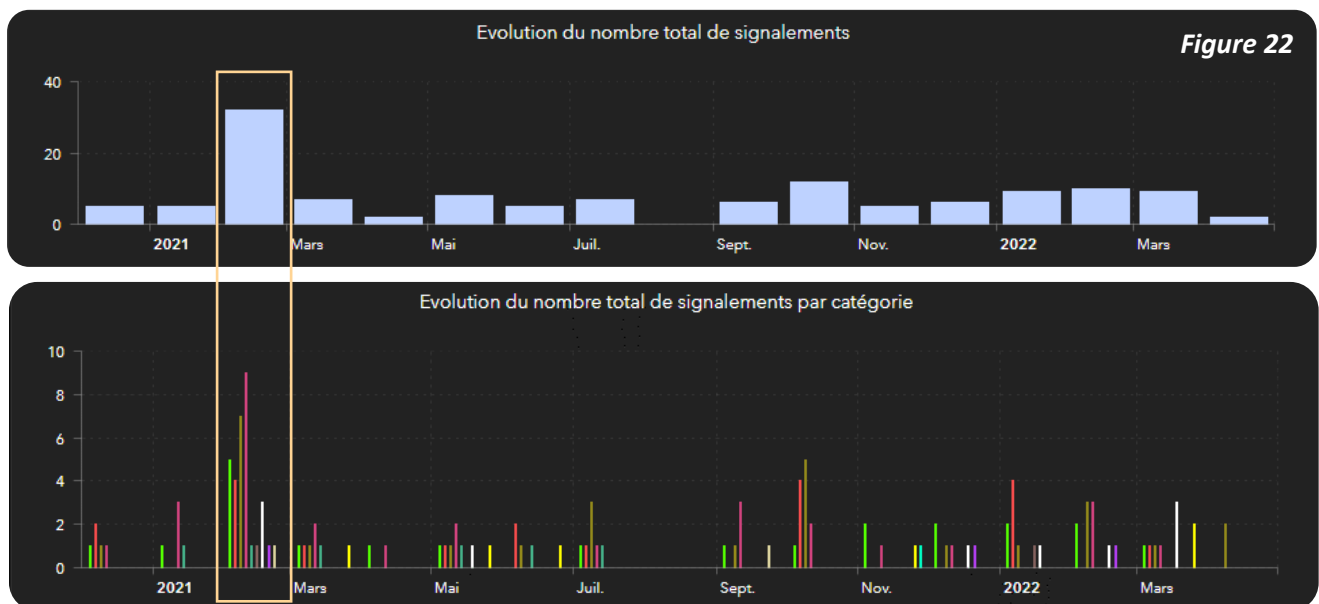 Evolution du nombre total de signalements
Figure 22
40
20
0
2021 Mars Mai Juil. Sept. Nov. 2022 Mars
Evolution du nombre total de signalements par catégorie
10
8
6
4
2
0
2021 Mars Mai Juil. Sept. Nov. 2022 Mars